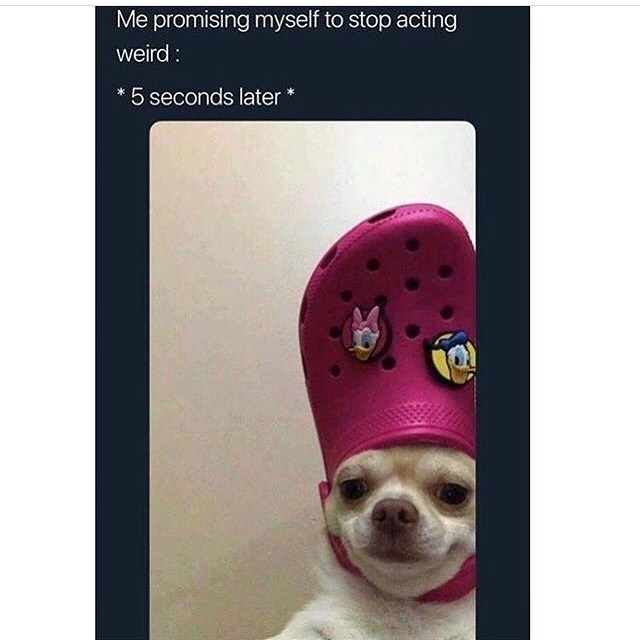 Me promising myself to stop acting
weird :
* 5 seconds later *